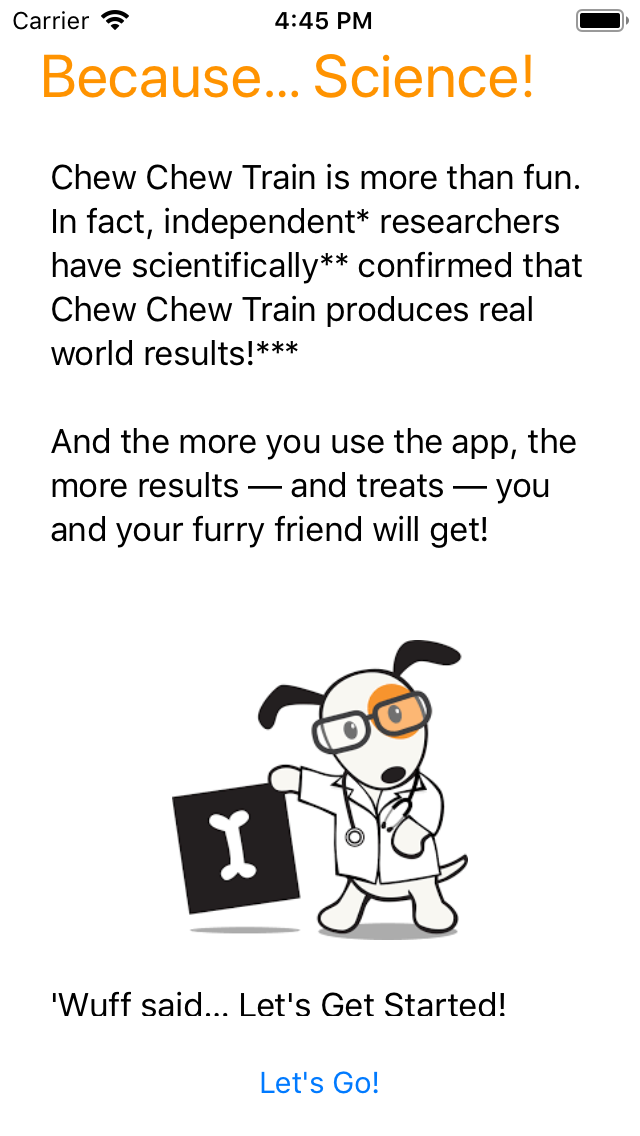 Carrier 4:45 PM
Because... Science!
Chew Chew Train is more than fun.
In fact, independent* researchers
have scientifically** confirmed that
Chew Chew Train produces real
world results!***
And the more you use the app, the
more results — and treats — you
and your furry friend will get!
'Wuff said... Let's Get Started!
Let's Go!